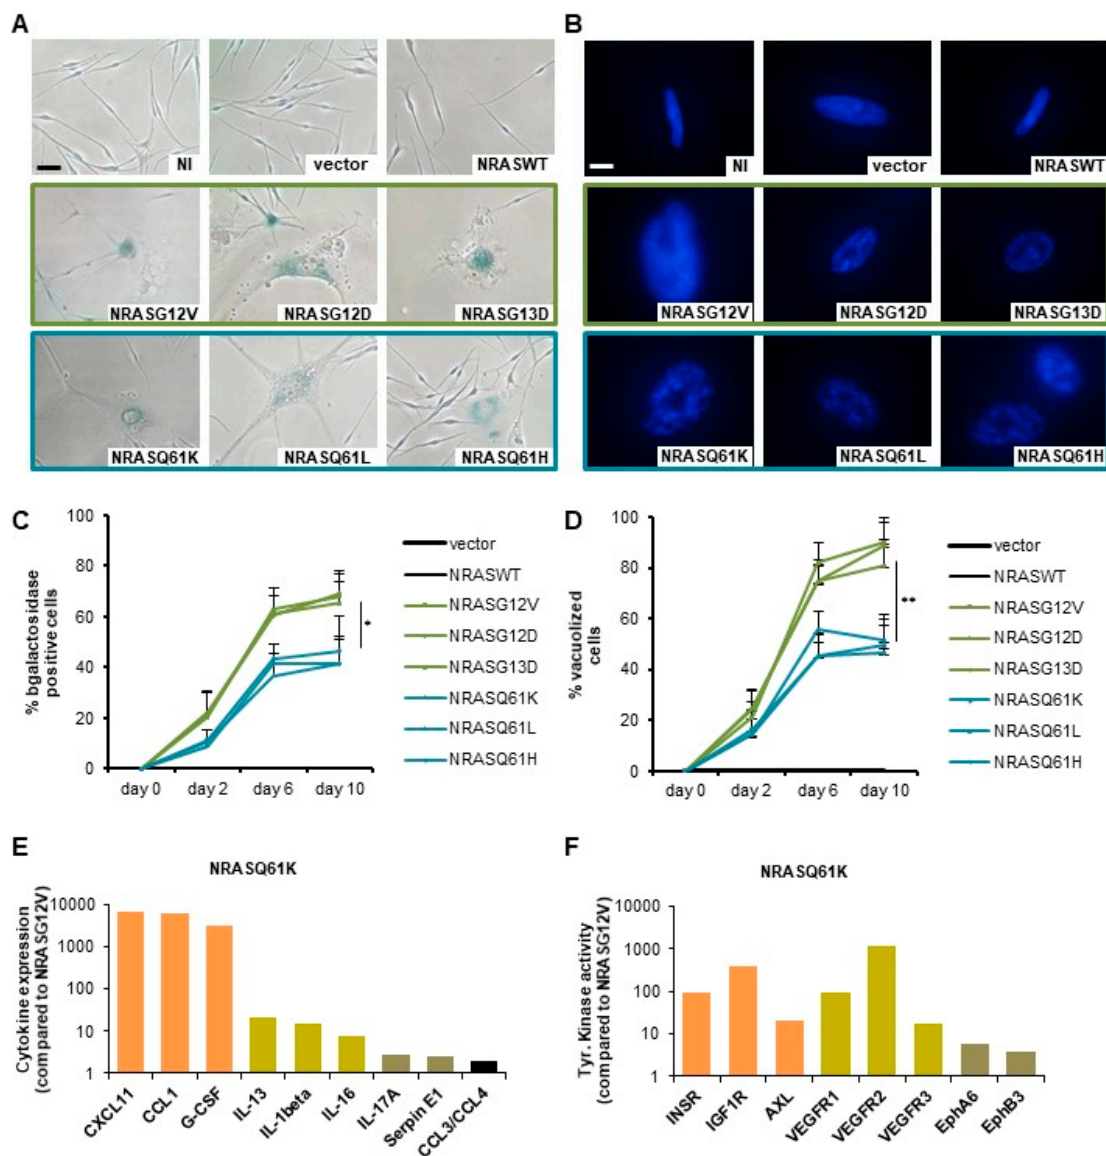 A
B
NI
vector
NRASWT
NI
vector
NRASWT
NRASG12V
NRASG12D
NRASG13D
NRASG12V
NRASG12D
NRASG13D
NRASQ61K
NRASQ61L
NRASQ61H
NRASQ61K
NRASQ61L
NRASQ61H
C
% bgalactosidase
positive cells
100
80
60
40
20
0
day 0
day 2
day 6
day 10
*
vector
NRASWT
NRASG12V
NRASG12D
NRASG13D
NRASQ61K
NRASQ61L
NRASQ61H
D
% vacuolized
cells
100
80
60
40
20
0
day 0
day 2
day 6
day 10
**
vector
NRASWT
NRASG12V
NRASG12D
NRASG13D
NRASQ61K
NRASQ61L
NRASQ61H
E
NRASQ61K
Cytokine expression
(compared to NRASG12V)
10000
1000
100
10
1
CXCL11
CCL1
G-CSF
IL-13
IL-1beta
IL-16
IL-17A
Serpin E1
CCL3/CCL4
F
NRASQ61K
Tyr. Kinase activity
(compared to NRASG12V)
10000
1000
100
10
1
INSR
IGF1R
AXL
VEGFR1
VEGFR2
VEGFR3
EphA6
EphB3